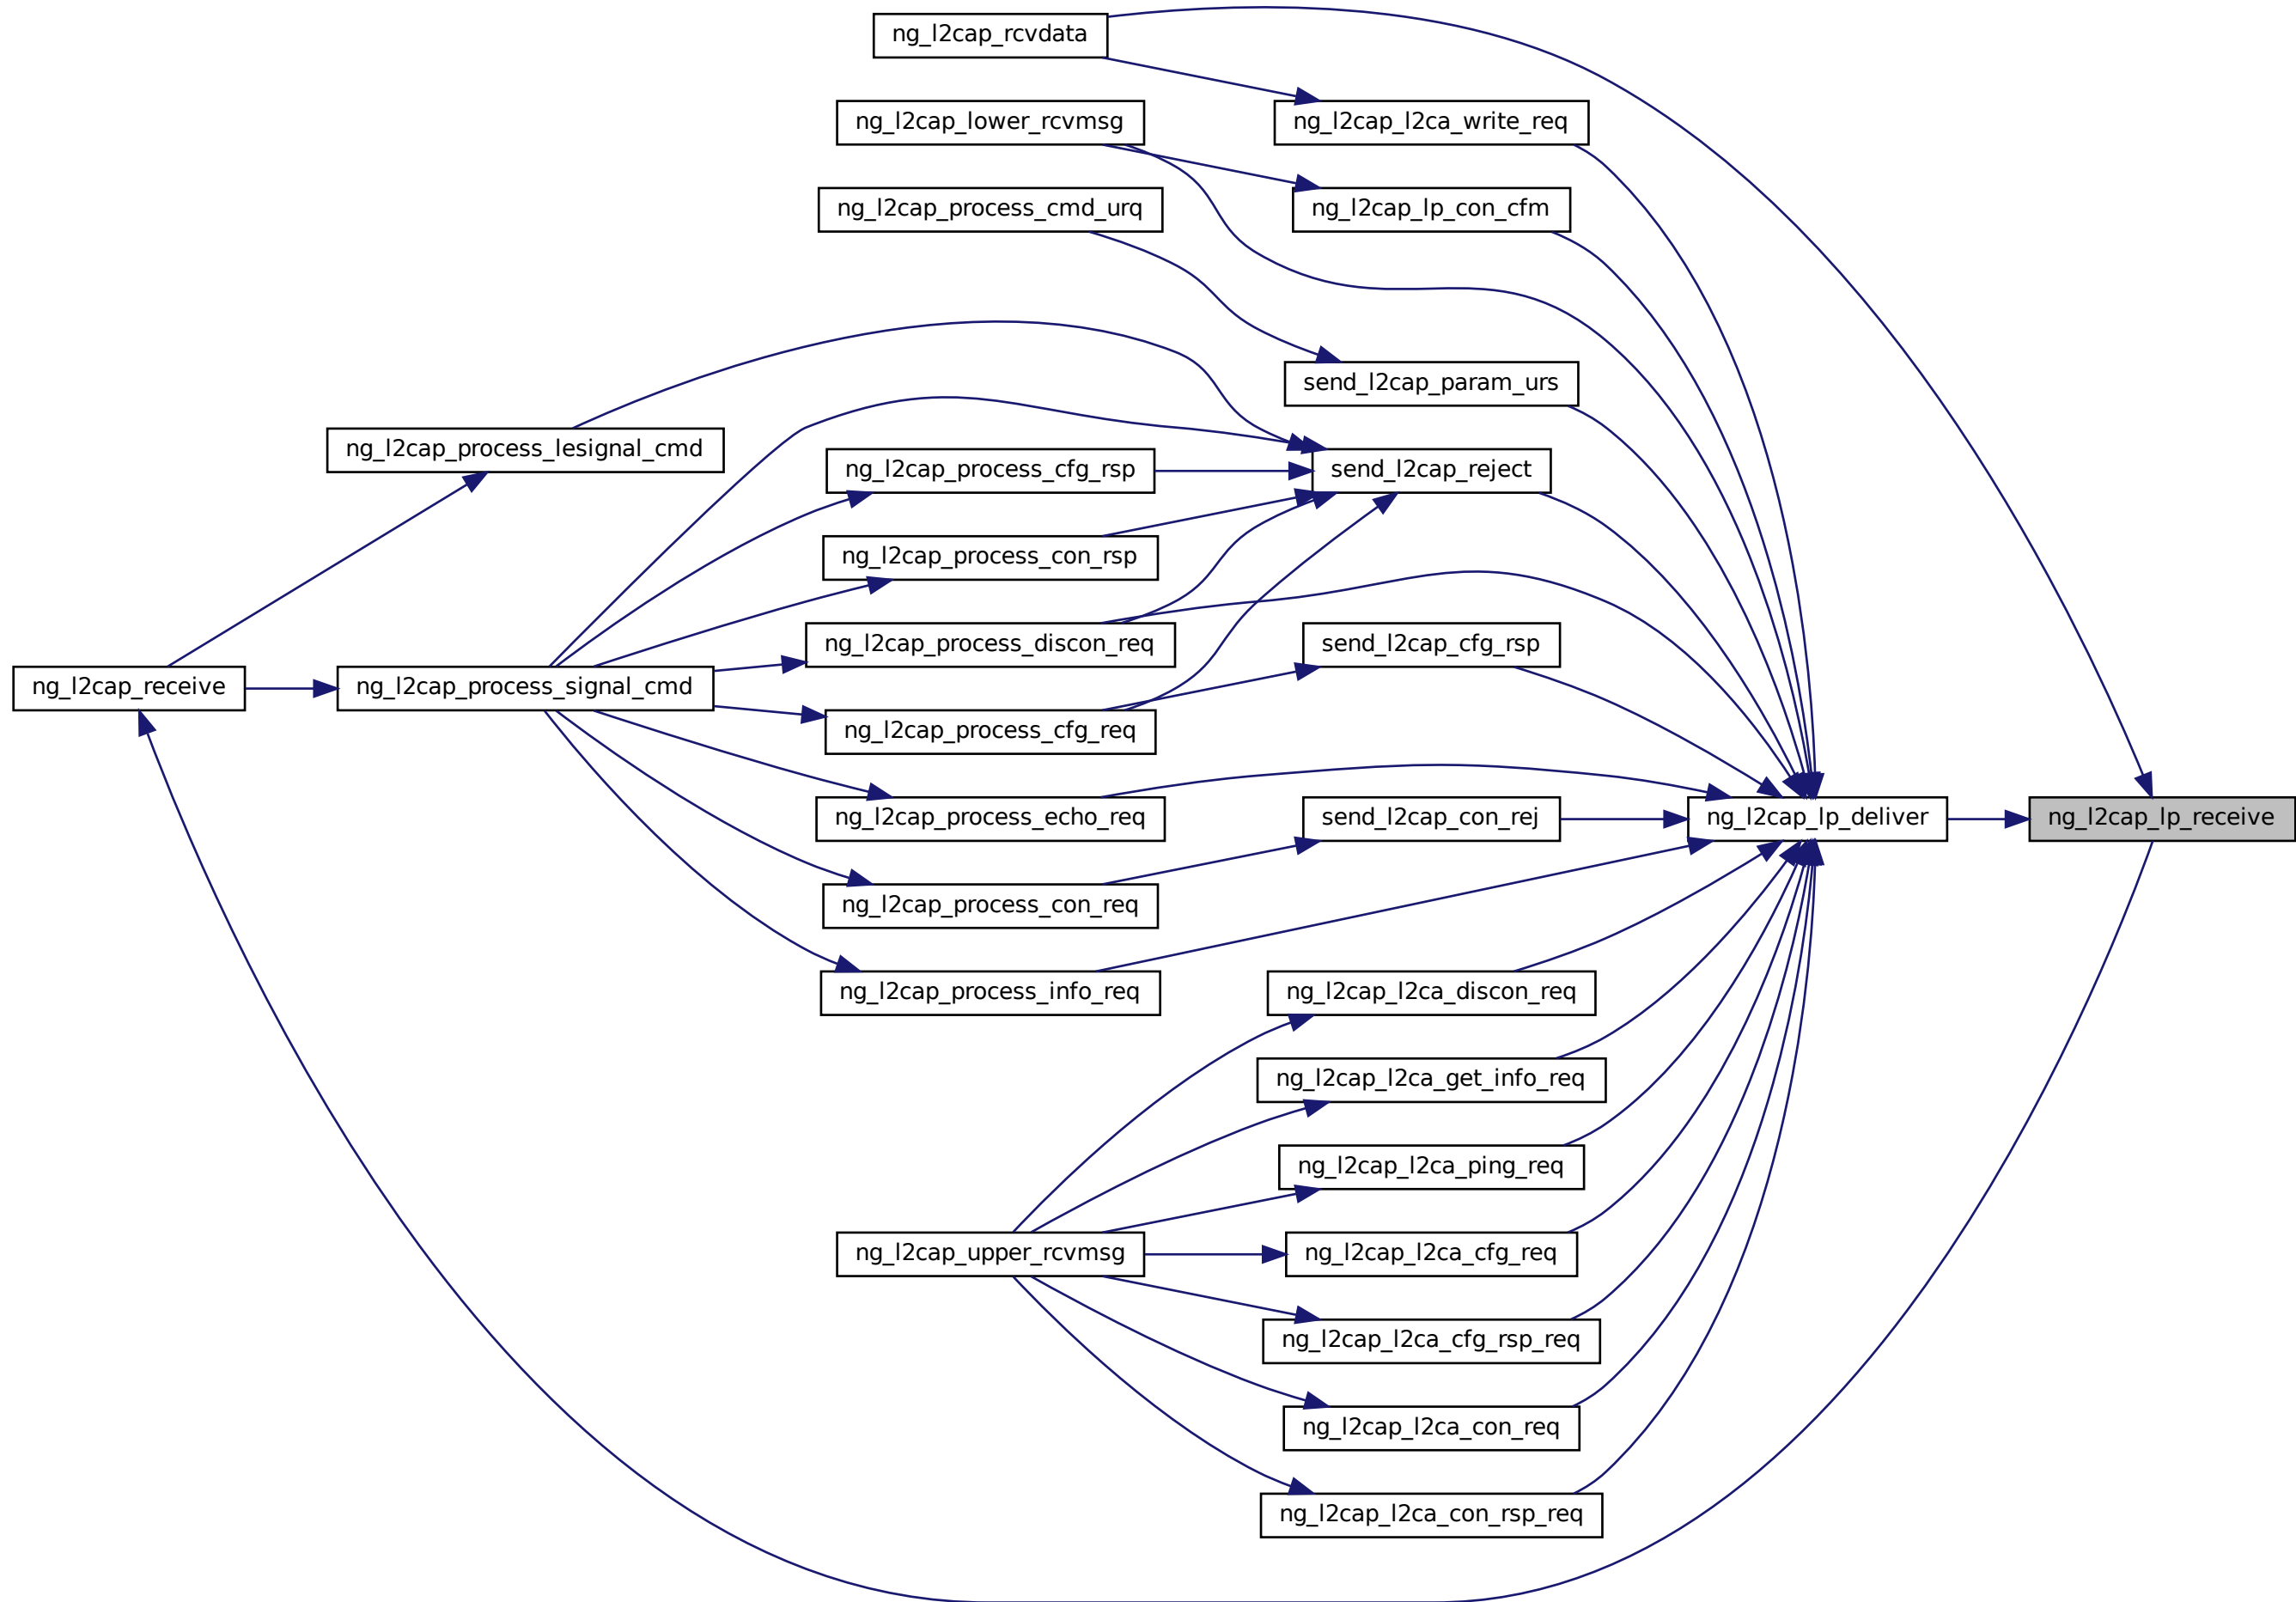 ng_l2cap_rcvdata
ng_l2cap_lower_rcvmsg
ng_l2cap_l2ca_write_req
ng_l2cap_process_cmd_urq
ng_l2cap_lp_con_cfm
send_l2cap_param_urs
ng_l2cap_process_lesignal_cmd
ng_l2cap_process_cfg_rsp
send_l2cap_reject
ng_l2cap_process_con_rsp
ng_l2cap_process_discon_req
send_l2cap_cfg_rsp
ng_l2cap_receive
ng_l2cap_process_signal_cmd
ng_l2cap_process_cfg_req
ng_l2cap_process_echo_req
send_l2cap_con_rej
ng_l2cap_lp_deliver
ng_l2cap_lp_receive
ng_l2cap_process_con_req
ng_l2cap_process_info_req
ng_l2cap_l2ca_discon_req
ng_l2cap_l2ca_get_info_req
ng_l2cap_l2ca_ping_req
ng_l2cap_upper_rcvmsg
ng_l2cap_l2ca_cfg_req
ng_l2cap_l2ca_cfg_rsp_req
ng_l2cap_l2ca_con_req
ng_l2cap_l2ca_con_rsp_req